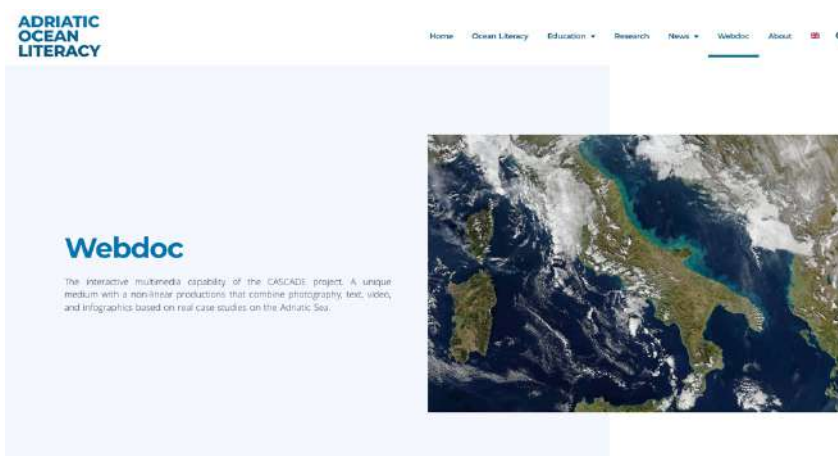 ADRIATIC
OCEAN
LITERACY
Home Ocean Literacy Education Research News Webdoc About
Webdoc
The interactive multimedia capability of the CASCADE project. A unique
medium with a non-linear productions that combine photography, text, video,
and infographics based on real case studies on the Adriatic Sea.